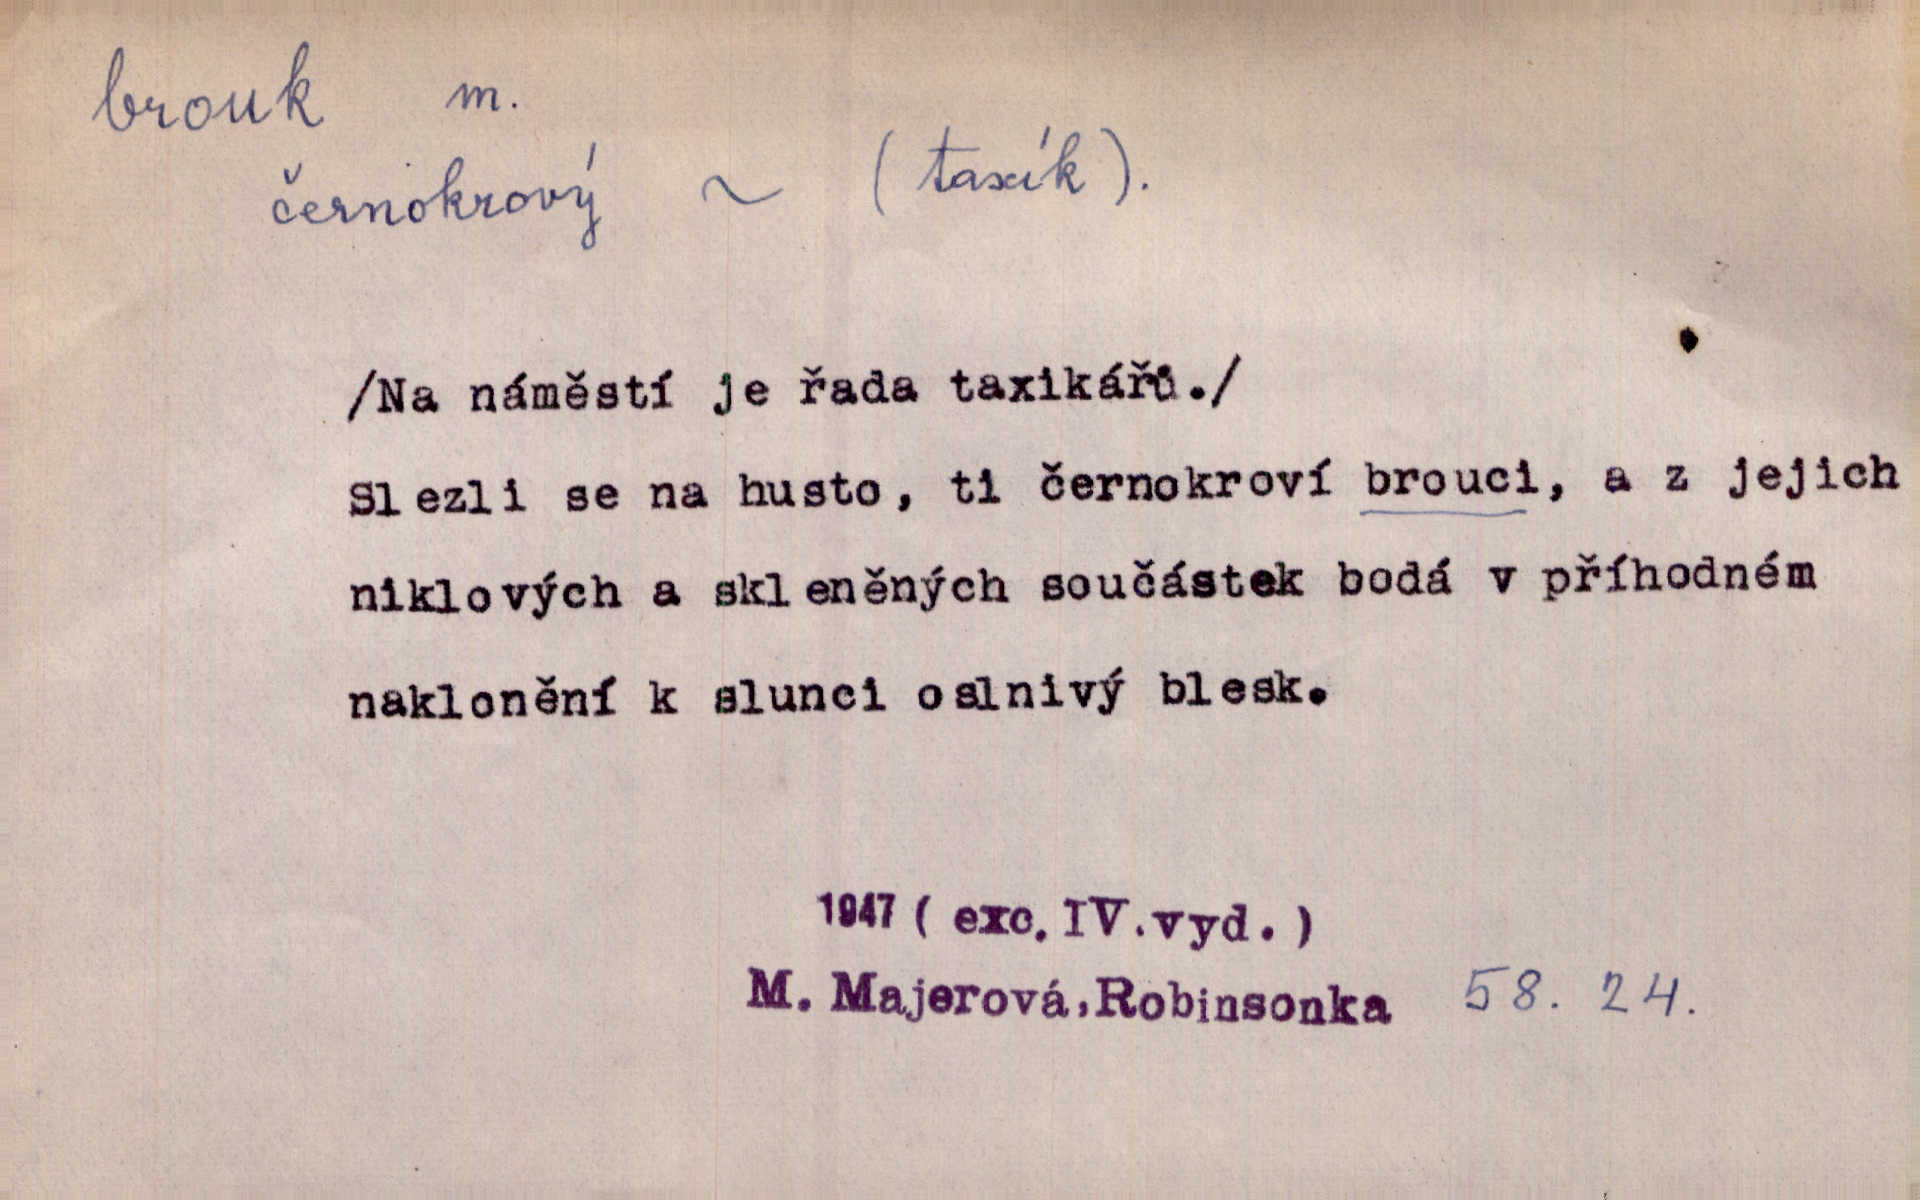 brouk m.
černokrový ~ (taxík).
/Na náměstí je řada taxikářů./
Slezli se na husto, ti černokroví brouci, a z jejich
niklových a skleněných součástek bodá v příhodném
naklonění k slunci oslnivý blesk.
1947 ( exc. IV.vyd. )
M. Majerová,Robinsonka 58. 24.